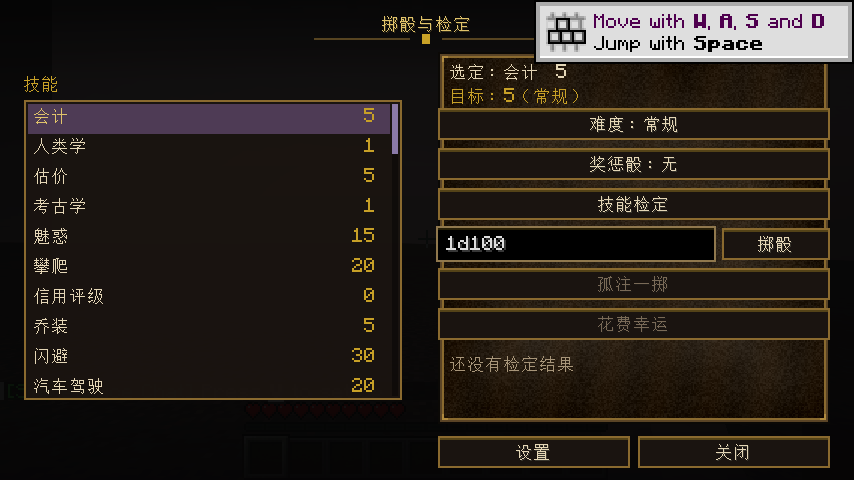 掷骰与检定
Move with W, A, S and D
Jump with Space
技能
会计 5
人类学 1
估价 5
考古学 1
魅惑 15
攀爬 20
信用评级 0
乔装 5
闪避 30
汽车驾驶 20
选定：会计 5
目标：5（常规）
难度：常规
奖惩骰：无
技能检定
1d100
掷骰
孤注一掷
花费幸运
还没有检定结果
设置
关闭